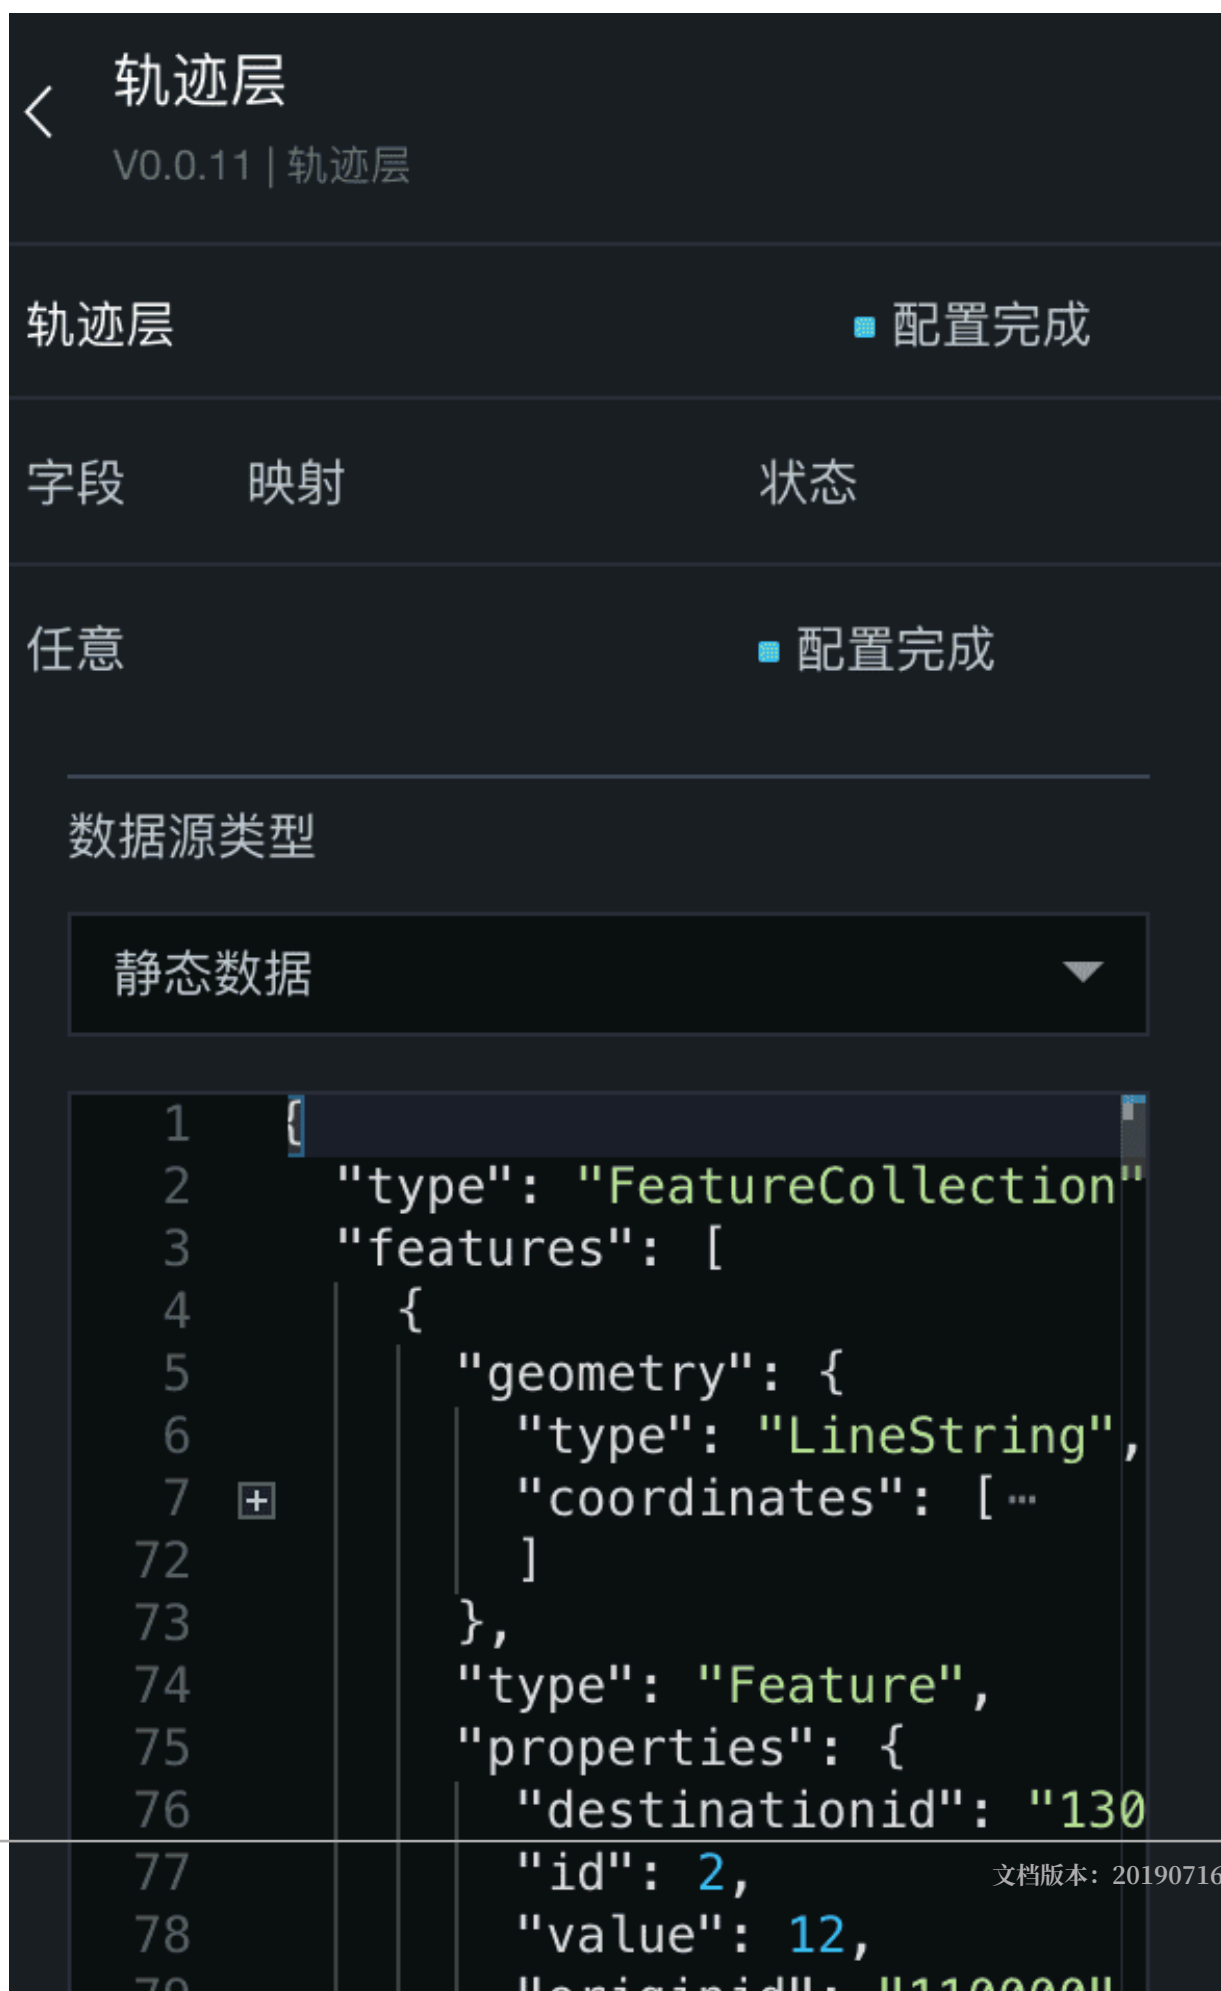 轨迹层
V0.0.11 | 轨迹层
轨迹层 配置完成
字段 映射 状态
任意 配置完成
数据源类型
静态数据
1 {
2 "type": "FeatureCollection"
3 "features": [
4 {
5 "geometry": {
6 "type": "LineString",
7 "coordinates": [
72 ]
73 },
74 "type": "Feature",
75 "properties": {
76 "destinationid": "130
77 "id": 2,
文档版本：20190716
78 "value": 12,
79 "originid": "110000"